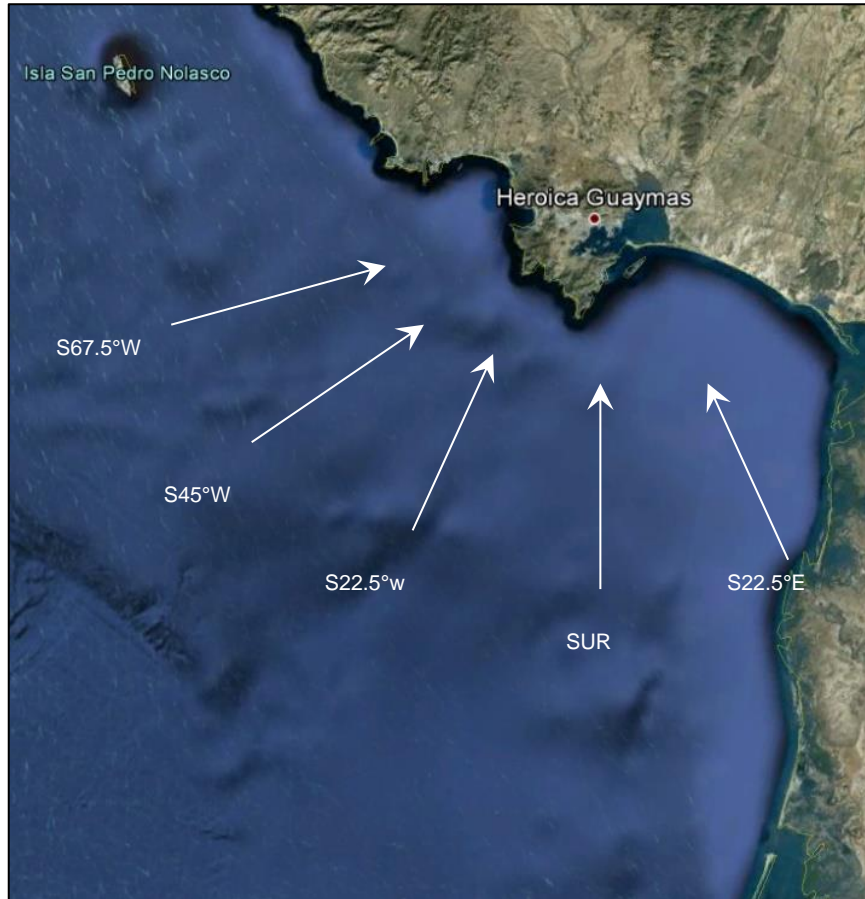 Isla San Pedro Nolasco
Heroica Guaymas
S67.5°W
S45°W
S22.5°w
S22.5°E
SUR